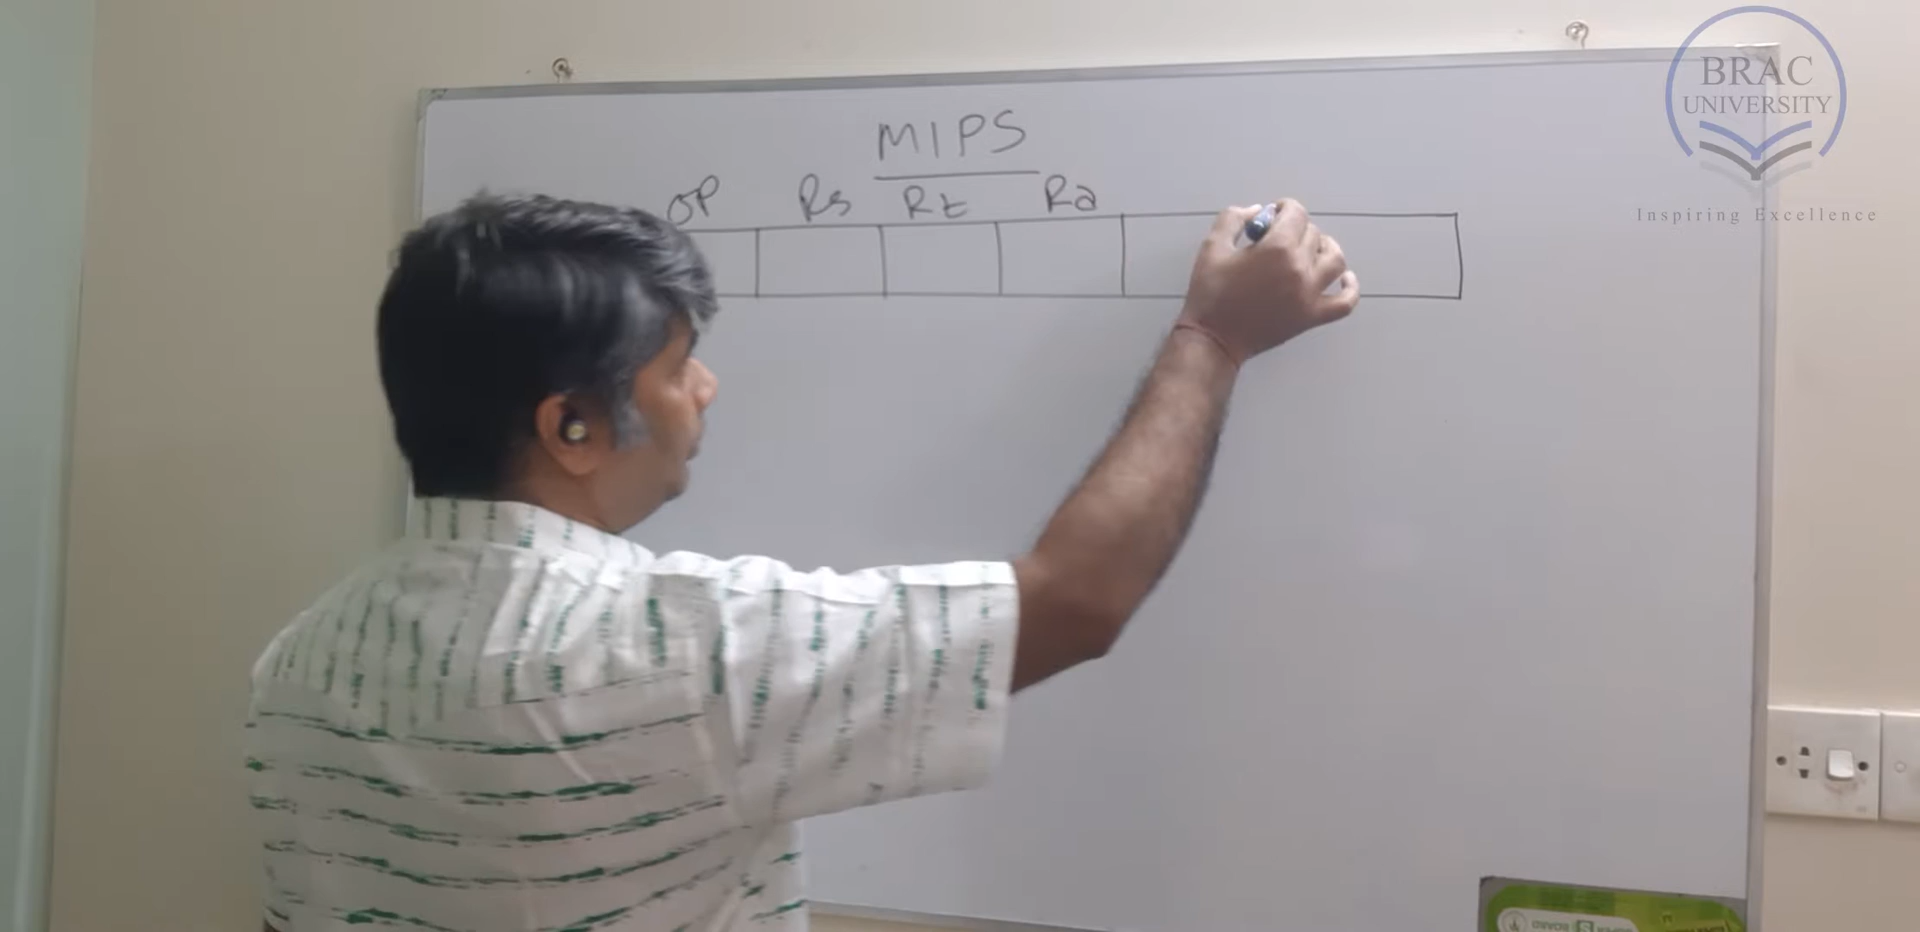 BRAC
UNIVERSITY
Inspiring Excellence
MIPS
OP Rs Rt Rd